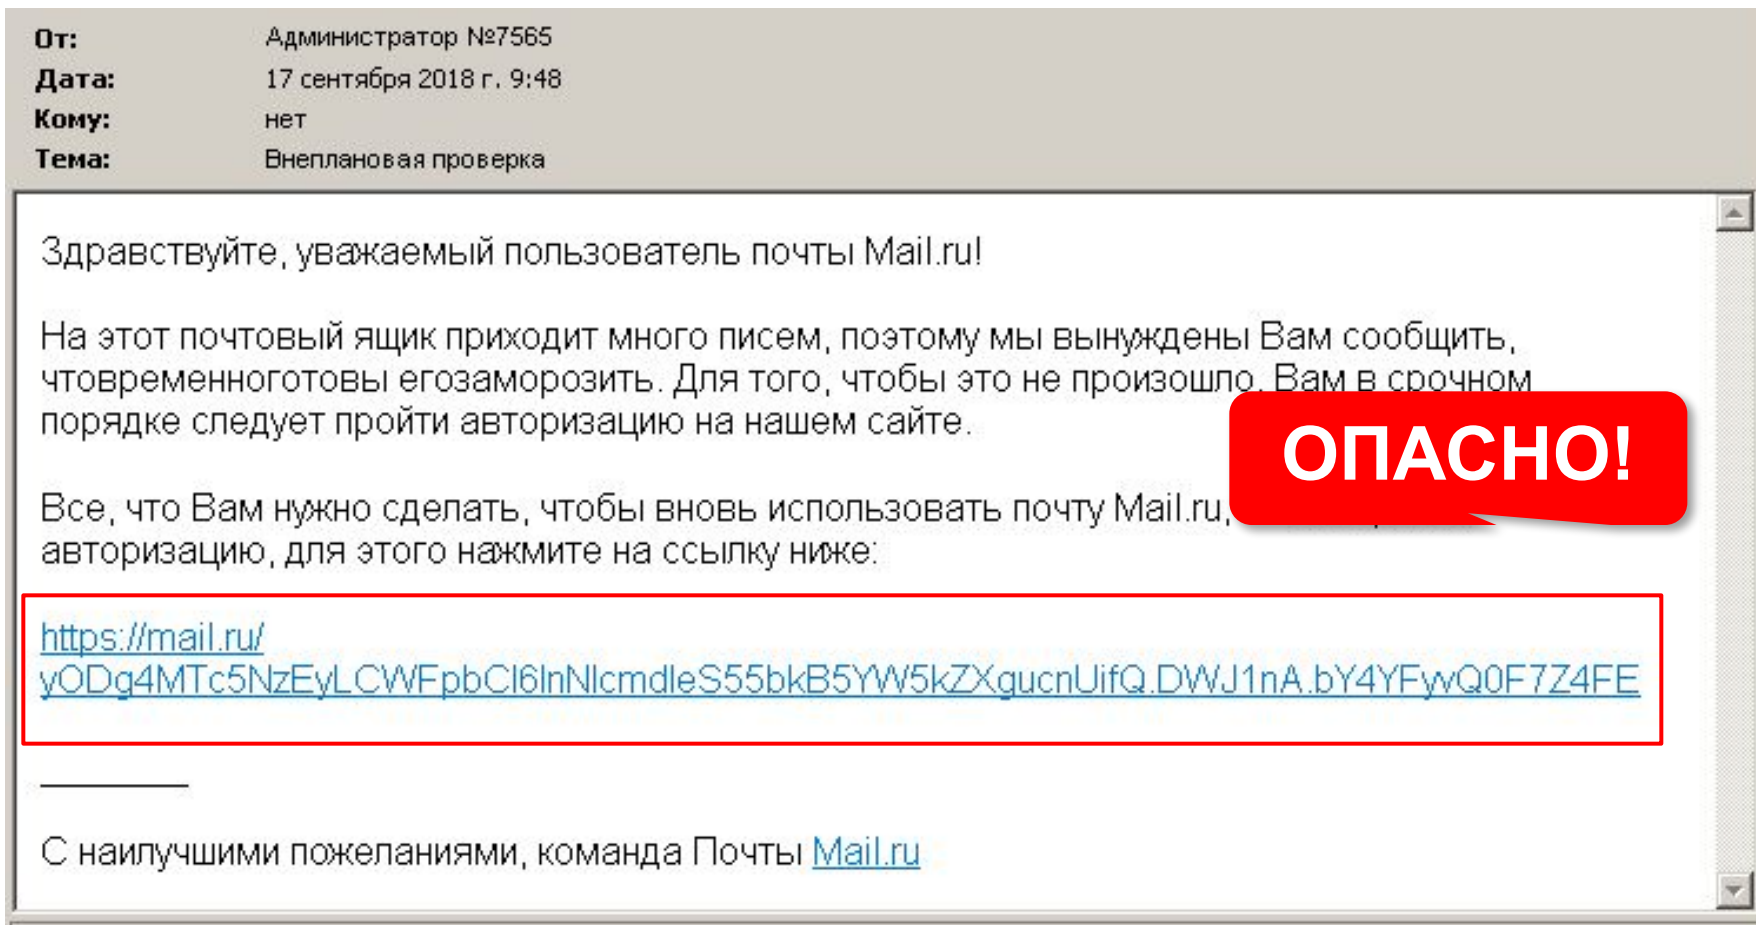 От: Администратор №7565
Дата: 17 сентября 2018 г. 9:48
Кому: нет
Тема: Внеплановая проверка
Здравствуйте, уважаемый пользователь почты Mail.ru!
На этот почтовый ящик приходит много писем, поэтому мы вынуждены Вам сообщить,
чтовременноготовы егозаморозить. Для того, чтобы это не произошло, Вам в срочном
порядке следует пройти авторизацию на нашем сайте.
ОПАСНО!
Все, что Вам нужно сделать, чтобы вновь использовать почту Mail.ru,
авторизацию, для этого нажмите на ссылку ниже:
https://mail.ru/
yODg4MTc5NzEyLCWFpbCI6InNlcmdleS55bkB5YW5kZXgucnUifQ.DWJ1nA.bY4YFyvQ0F7Z4FE
С наилучшими пожеланиями, команда Почты Mail.ru